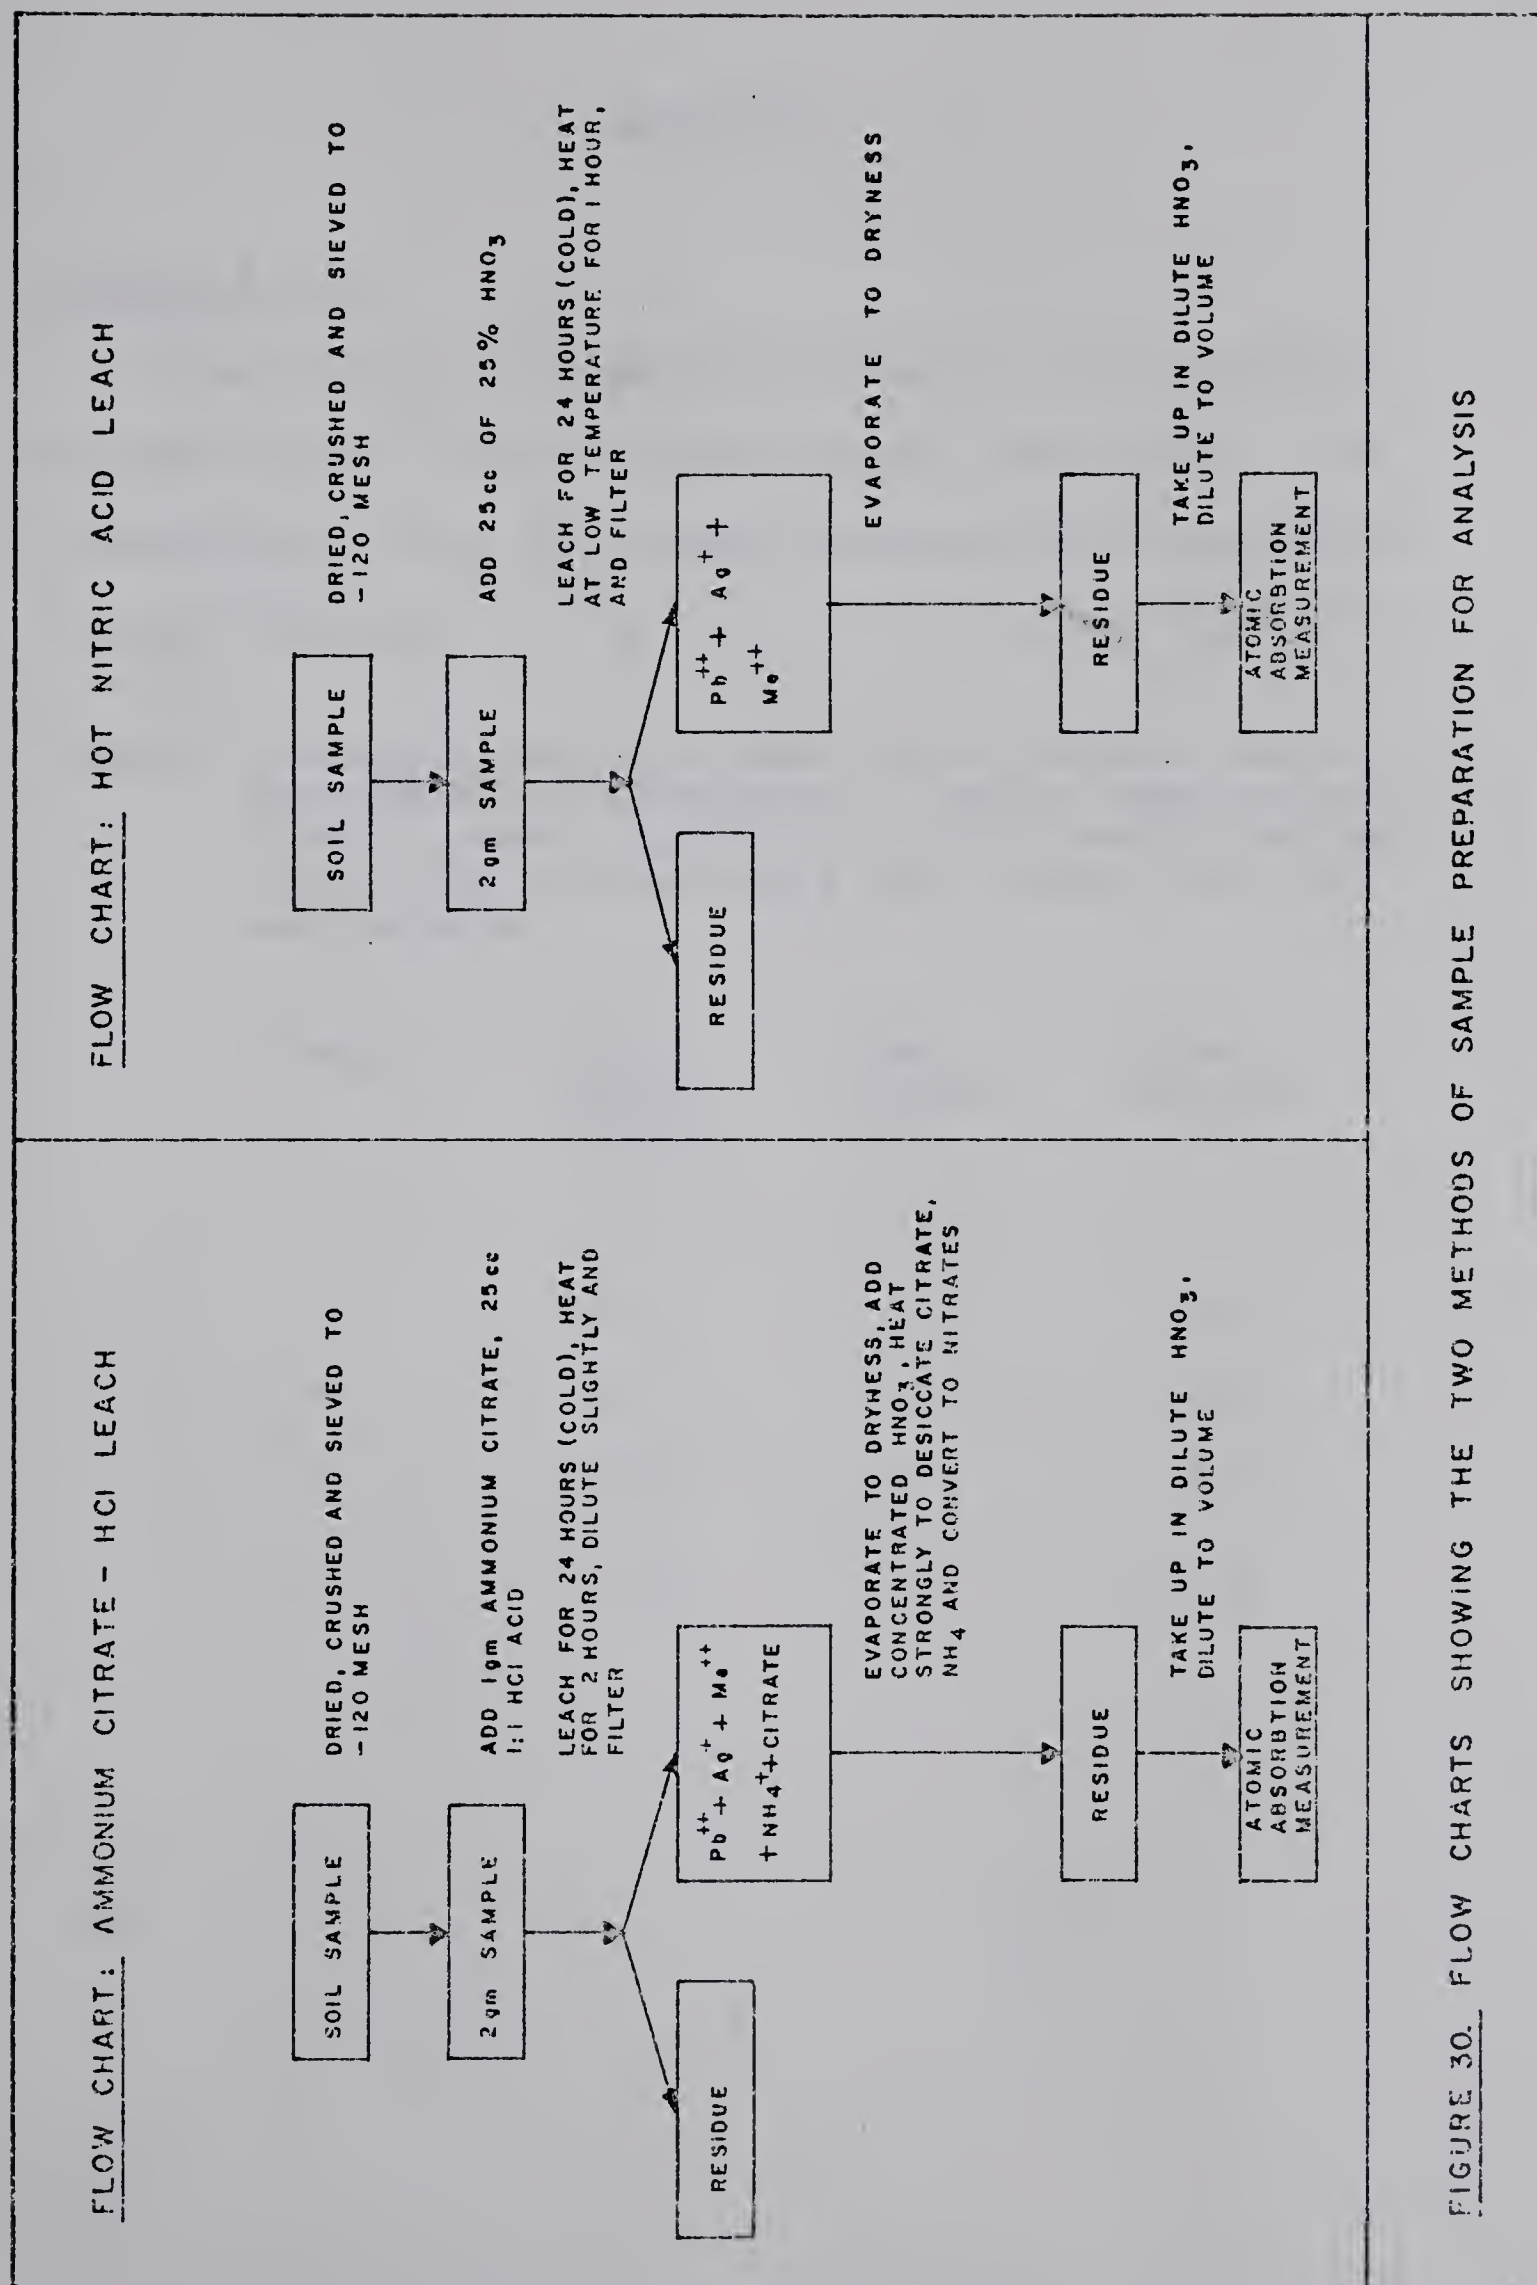 FLOW CHART: AMMONIUM CITRATE – HCl LEACH
SOIL SAMPLE
DRIED, CRUSHED AND SIEVED TO
–120 MESH
2gm SAMPLE
ADD 1gm AMMONIUM CITRATE, 25cc
1:1 HCl ACID
LEACH FOR 24 HOURS (COLD), HEAT
FOR 2 HOURS, DILUTE SLIGHTLY AND
FILTER
RESIDUE
Pb⁺⁺ + Ag⁺ + Me⁺⁺
+ NH₄⁺ + CITRATE
EVAPORATE TO DRYNESS, ADD
CONCENTRATED HNO₃, HEAT
STRONGLY TO DESICCATE CITRATE,
NH₄ AND CONVERT TO NITRATES
RESIDUE
TAKE UP IN DILUTE HNO₃,
DILUTE TO VOLUME
ATOMIC
ABSORBTION
MEASUREMENT
FLOW CHART: HOT NITRIC ACID LEACH
SOIL SAMPLE
DRIED, CRUSHED AND SIEVED TO
–120 MESH
2gm SAMPLE
ADD 25cc OF 25% HNO₃
LEACH FOR 24 HOURS (COLD), HEAT
AT LOW TEMPERATURE FOR 1 HOUR,
AND FILTER
RESIDUE
Pb⁺⁺ + Ag⁺ +
Me⁺⁺
EVAPORATE TO DRYNESS
RESIDUE
TAKE UP IN DILUTE HNO₃,
DILUTE TO VOLUME
ATOMIC
ABSORBTION
MEASUREMENT
FIGURE 30. FLOW CHARTS SHOWING THE TWO METHODS OF SAMPLE PREPARATION FOR ANALYSIS